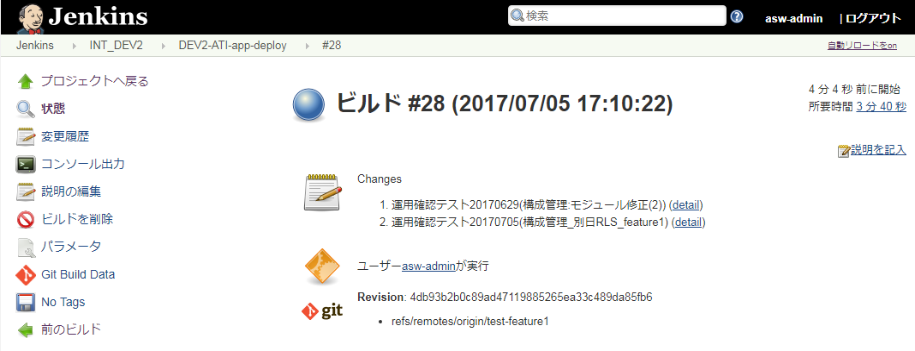 Jenkins
検索
asw-admin | ログアウト
Jenkins INT_DEV2 DEV2-ATI-app-deploy #28
自動リロードをon
プロジェクトへ戻る
状態
変更履歴
コンソール出力
説明の編集
ビルドを削除
パラメータ
Git Build Data
No Tags
前のビルド
ビルド #28 (2017/07/05 17:10:22)
4 分 4 秒 前に開始
所要時間 3 分 40 秒
説明を記入
Changes
1. 運用確認テスト20170629(構成管理:モジュール修正(2)) (detail)
2. 運用確認テスト20170705(構成管理_別日RLS_feature1) (detail)
ユーザーasw-adminが実行
git
Revision: 4db93b2b0c89ad47119885265ea33c489da85fb6
• refs/remotes/origin/test-feature1